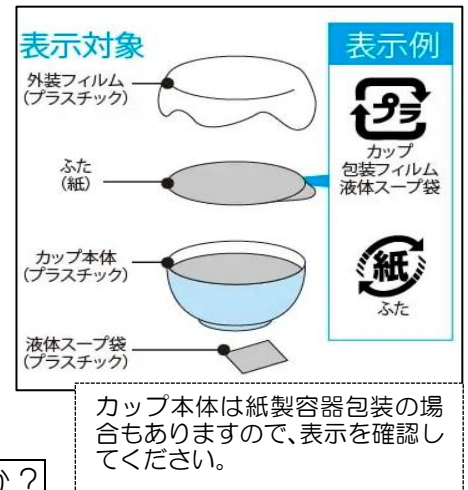 表示対象
外装フィルム
(プラスチック)
ふた
(紙)
カップ本体
(プラスチック)
液体スープ袋
(プラスチック)
表示例
プラ
カップ
包装フィルム
液体スープ袋
紙
ふた
カップ本体は紙製容器包装の場
合もありますので、表示を確認し
てください。
か?